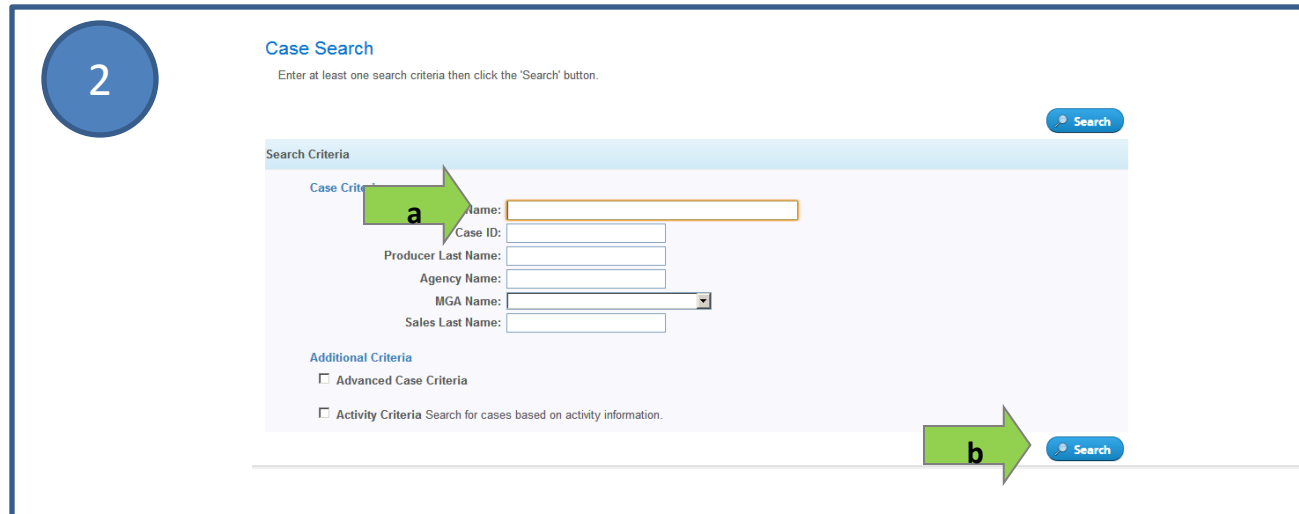 2
Case Search
Enter at least one search criteria then click the 'Search' button.
Search
Search Criteria
Case Crite
a
Name:
Case ID:
Producer Last Name:
Agency Name:
MGA Name:
Sales Last Name:
Additional Criteria
Advanced Case Criteria
Activity Criteria Search for cases based on activity information.
b
Search